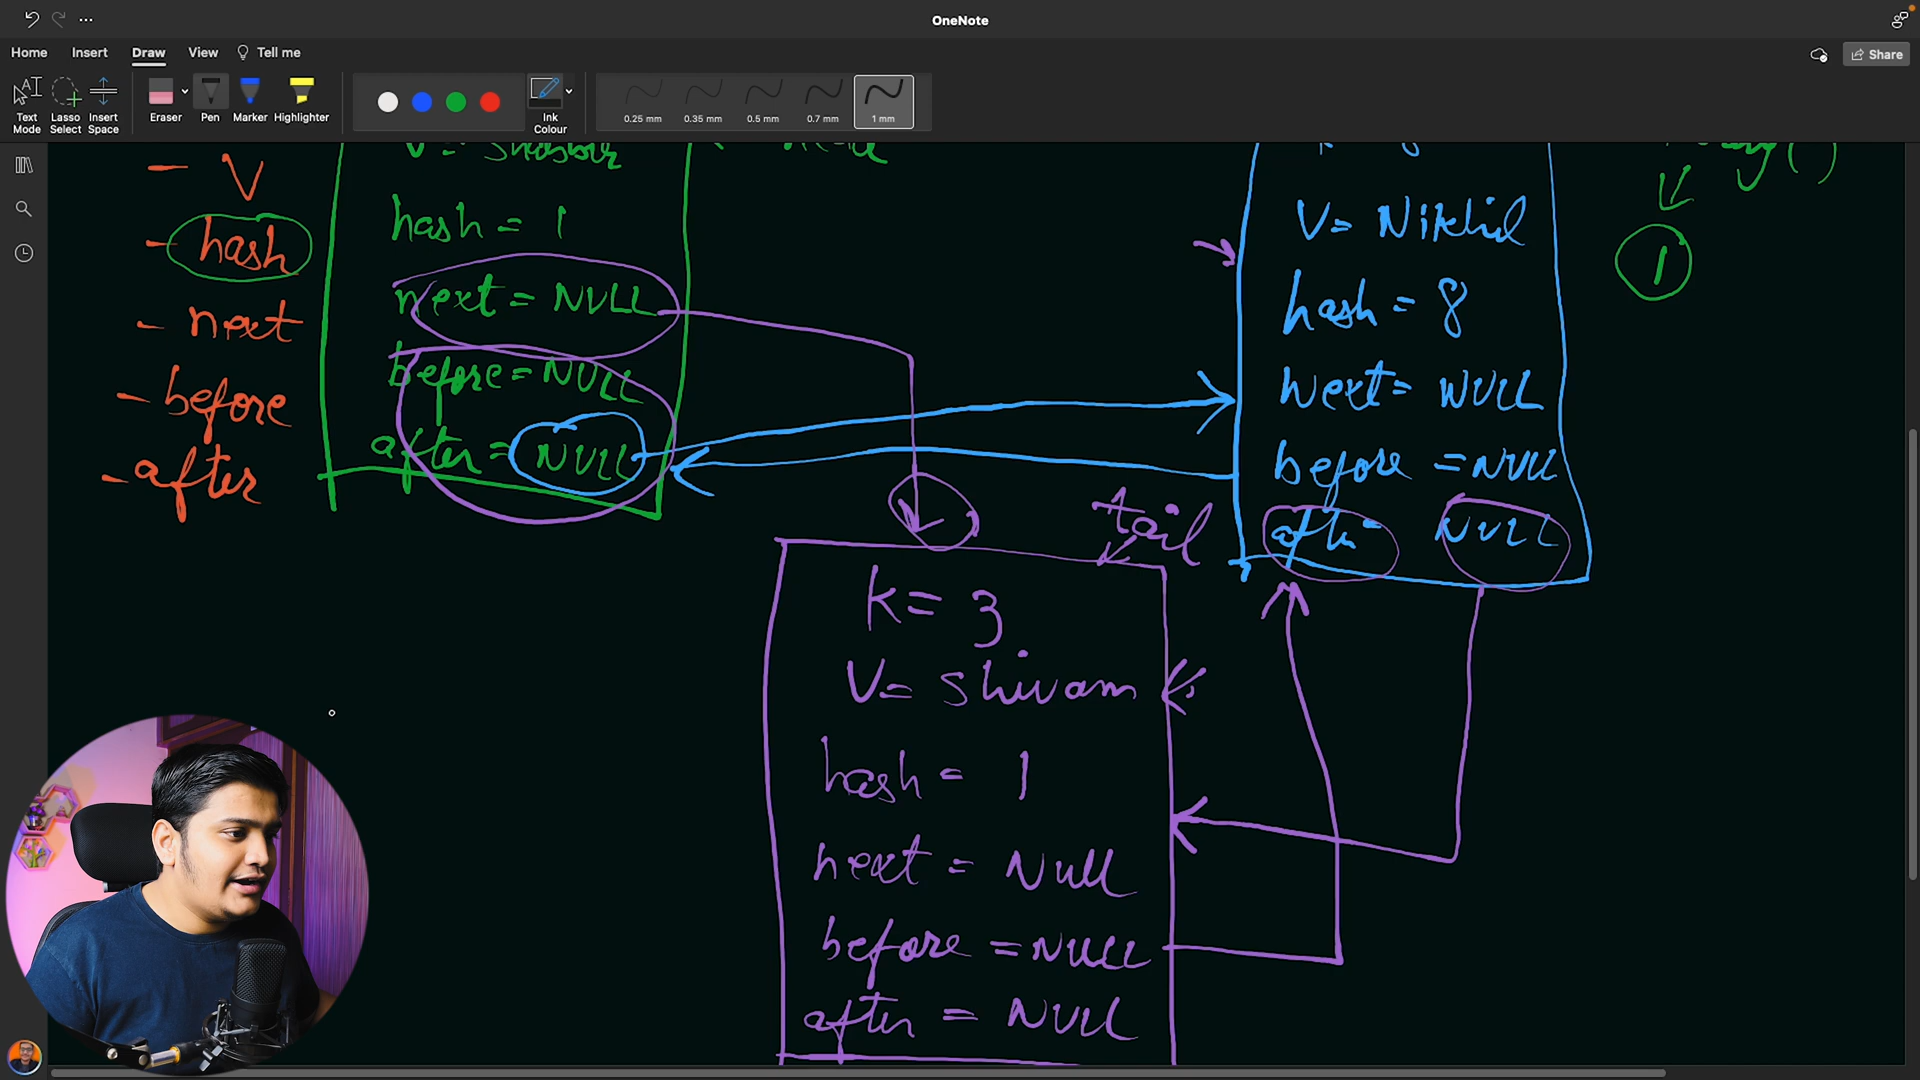 OneNote
Home Insert Draw View Tell me
Share
Text Mode
Lasso Select
Insert Space
Eraser
Pen
Marker
Highlighter
Ink Colour
0.25 mm
0.35 mm
0.5 mm
0.7 mm
1 mm
- V
- hash
- next
- before
- after
hash = 1
next = NULL
before = NULL
after = NULL
V = Nikhil
hash = 8
Next = NULL
before = NULL
after NULL
1
tail
K = 3
V = Shivam
hash = 1
next = Null
before = NULL
after = NULL